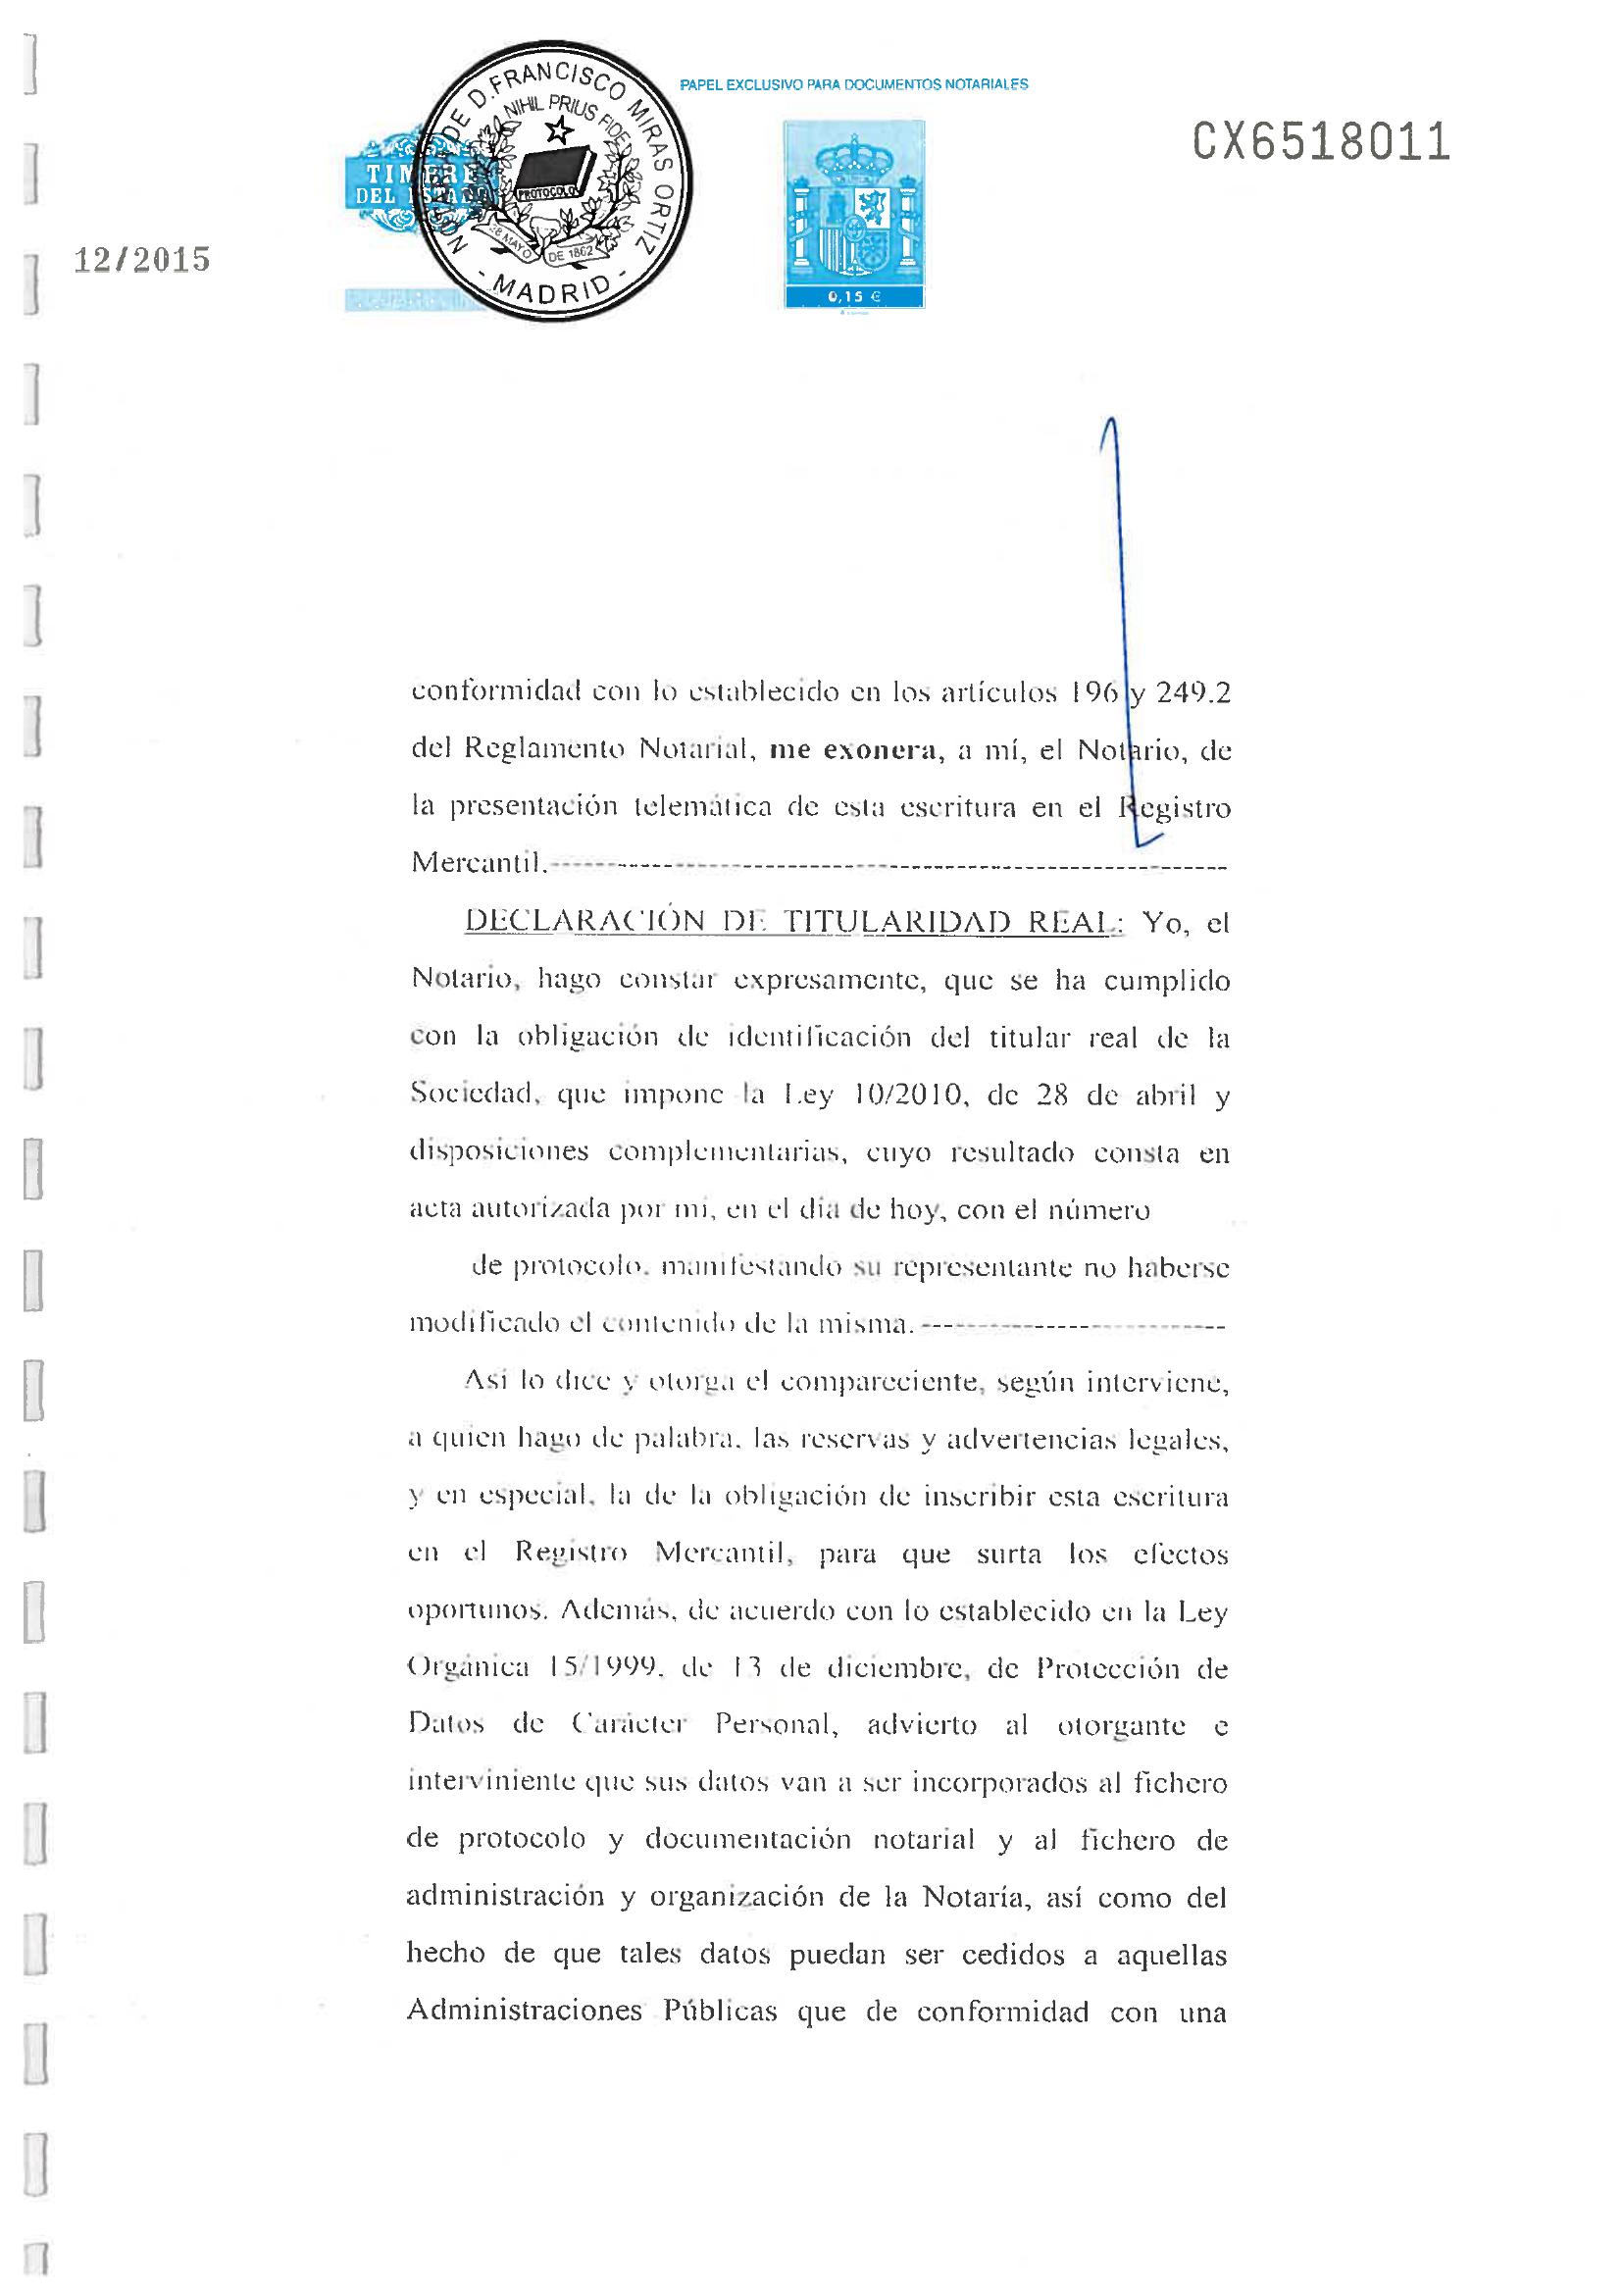 PAPEL EXCLUSIVO PARA DOCUMENTOS NOTARIALES
CX6518011
NOTARIA DE D. FRANCISCO MIRAS ORTIZ
- MADRID -
NIHIL PRIUS FIDE
PROTOCOLO
28 MAYO DE 1862
TIMBRE
DEL ESTADO
0,15 €
12/2015
conformidad con lo establecido en los artículos 196 y 249.2
del Reglamento Notarial, me exonera, a mí, el Notario, de
la presentación telemática de esta escritura en el Registro
Mercantil.------------------------------------------------------------
DECLARACIÓN DE TITULARIDAD REAL: Yo, el
Notario, hago constar expresamente, que se ha cumplido
con la obligación de identificación del titular real de la
Sociedad, que impone la Ley 10/2010, de 28 de abril y
disposiciones complementarias, cuyo resultado consta en
acta autorizada por mi, en el día de hoy, con el número
de protocolo, manifestando su representante no haberse
modificado el contenido de la misma. ---------------------------
Así lo dice y otorga el compareciente, según interviene,
a quien hago de palabra, las reservas y advertencias legales,
y en especial, la de la obligación de inscribir esta escritura
en el Registro Mercantil, para que surta los efectos
oportunos. Además, de acuerdo con lo establecido en la Ley
Orgánica 15/1999, de 13 de diciembre, de Protección de
Datos de Carácter Personal, advierto al otorgante e
interviniente que sus datos van a ser incorporados al fichero
de protocolo y documentación notarial y al fichero de
administración y organización de la Notaría, así como del
hecho de que tales datos puedan ser cedidos a aquellas
Administraciones Públicas que de conformidad con una